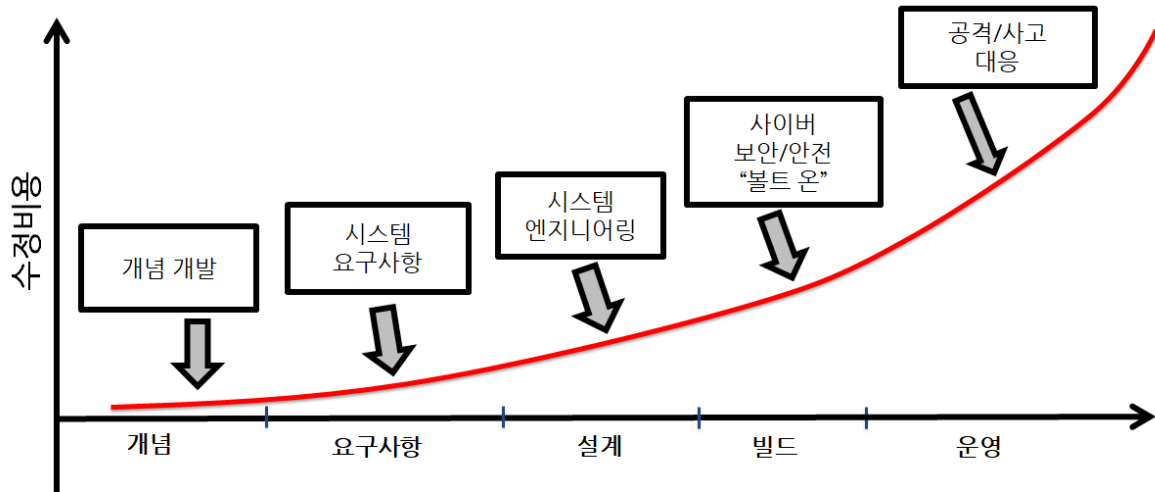 공격/사고
대응
사이버
보안/안전
“볼트 온”
시스템
엔지니어링
시스템
요구사항
개념 개발
수정비용
개념
요구사항
설계
빌드
운영